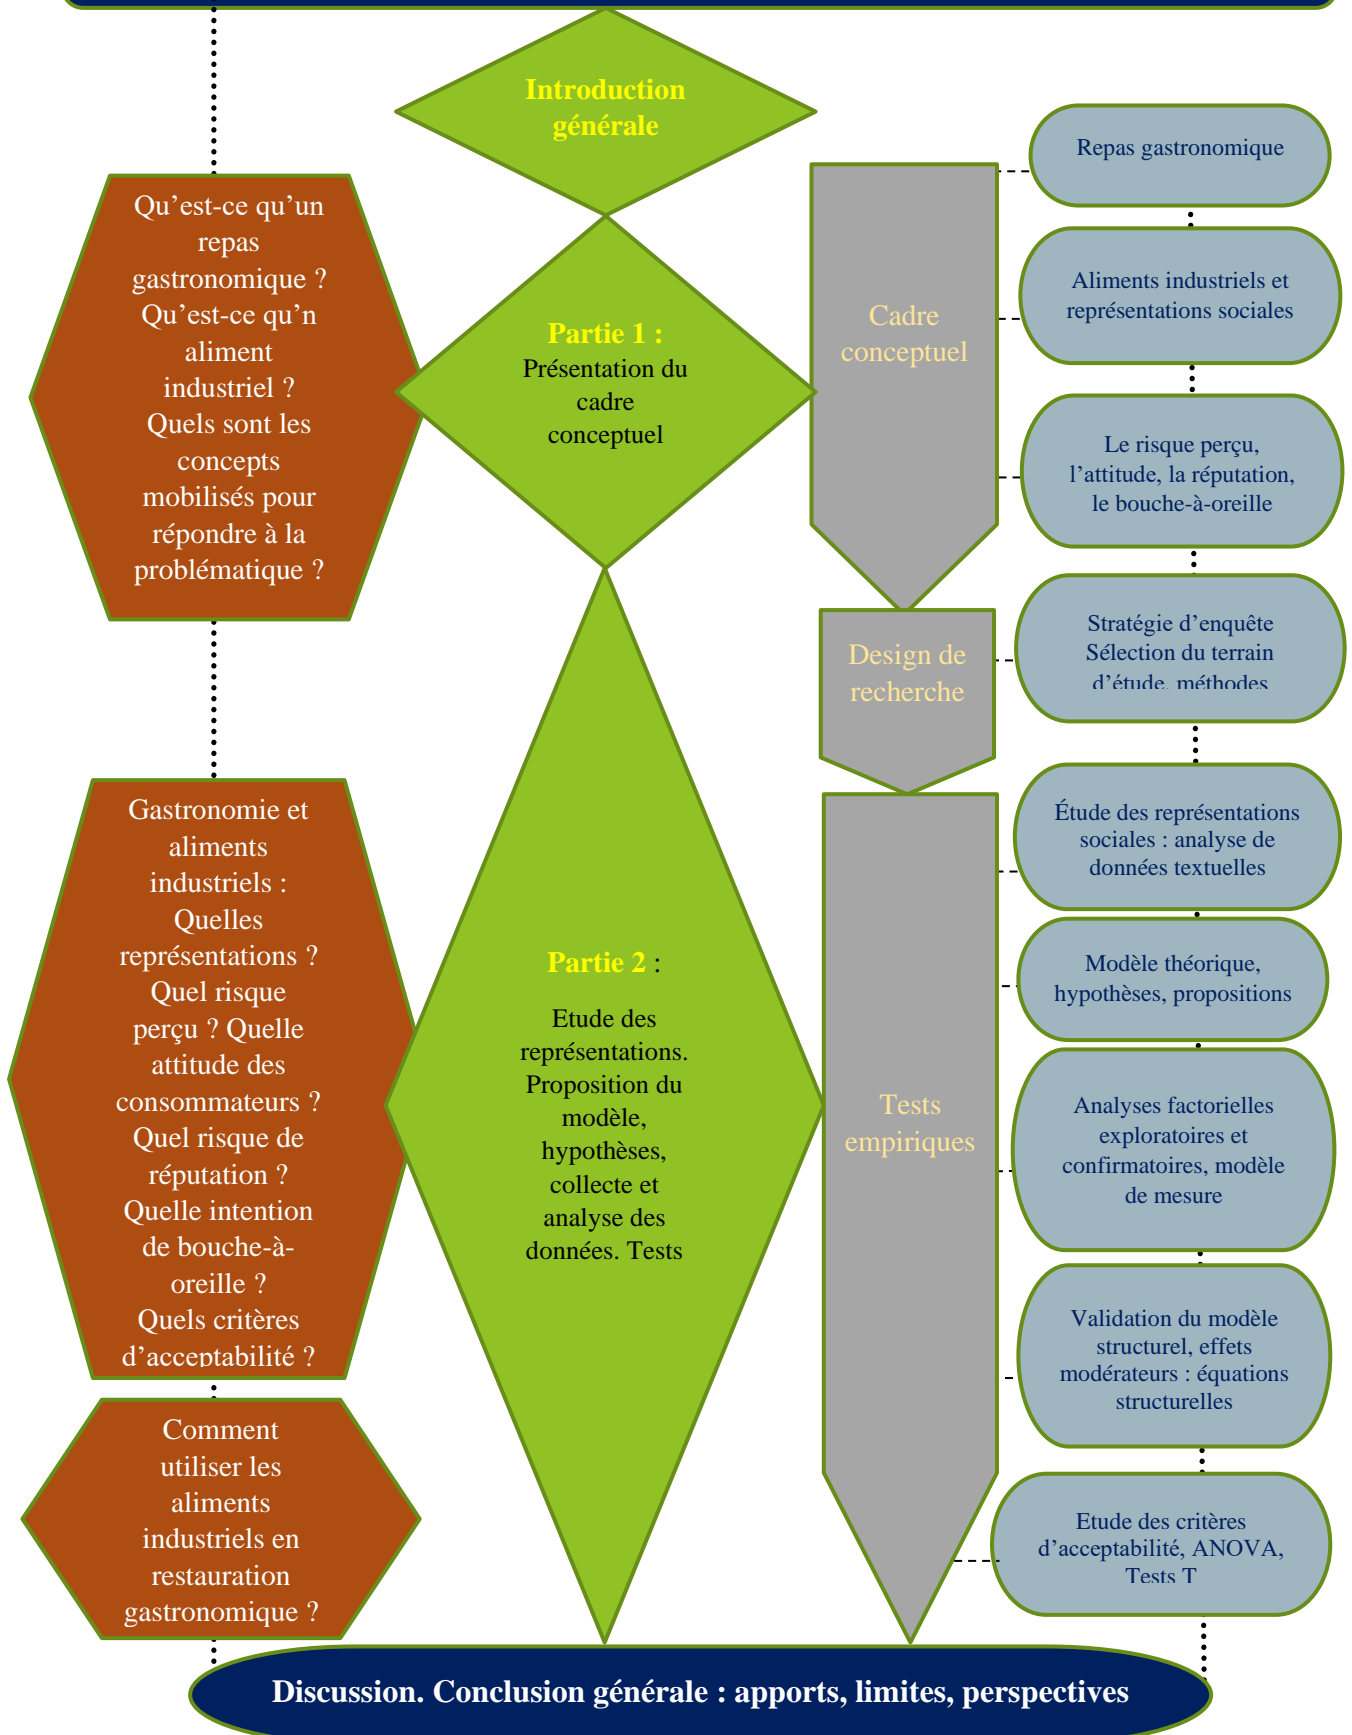 Introduction
générale
Qu’est-ce qu’un
repas
gastronomique ?
Qu’est-ce qu’n
aliment
industriel ?
Quels sont les
concepts
mobilisés pour
répondre à la
problématique ?
Partie 1 :
Présentation du
cadre
conceptuel
Cadre
conceptuel
Repas gastronomique
Aliments industriels et
représentations sociales
Le risque perçu,
l’attitude, la réputation,
le bouche-à-oreille
Design de
recherche
Stratégie d’enquête
Sélection du terrain
d’étude, méthodes
Gastronomie et
aliments
industriels :
Quelles
représentations ?
Quel risque
perçu ? Quelle
attitude des
consommateurs ?
Quel risque de
réputation ?
Quelle intention
de bouche-à-
oreille ?
Quels critères
d’acceptabilité ?
Partie 2 :
Etude des
représentations.
Proposition du
modèle,
hypothèses,
collecte et
analyse des
données. Tests
Tests
empiriques
Étude des représentations
sociales : analyse de
données textuelles
Modèle théorique,
hypothèses, propositions
Analyses factorielles
exploratoires et
confirmatoires, modèle
de mesure
Validation du modèle
structurel, effets
modérateurs : équations
structurelles
Etude des critères
d’acceptabilité, ANOVA,
Tests T
Comment
utiliser les
aliments
industriels en
restauration
gastronomique ?
Discussion. Conclusion générale : apports, limites, perspectives